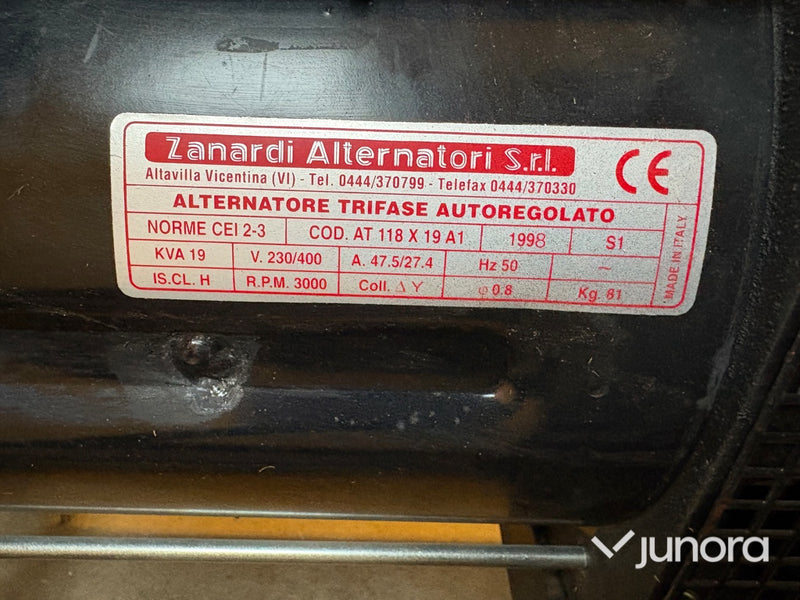 Zanardi Alternatori S.r.l.
CE
Altavilla Vicentina (VI) - Tel. 0444/370799 - Telefax 0444/370330
ALTERNATORE TRIFASE AUTOREGOLATO
NORME CEI 2-3 COD. AT 118 X 19 A1 1998 S1
KVA 19 V. 230/400 A. 47.5/27.4 Hz 50 ~
IS.CL. H R.P.M. 3000 Coll. Δ Y φ 0.8 Kg. 81
MADE IN ITALY
junora